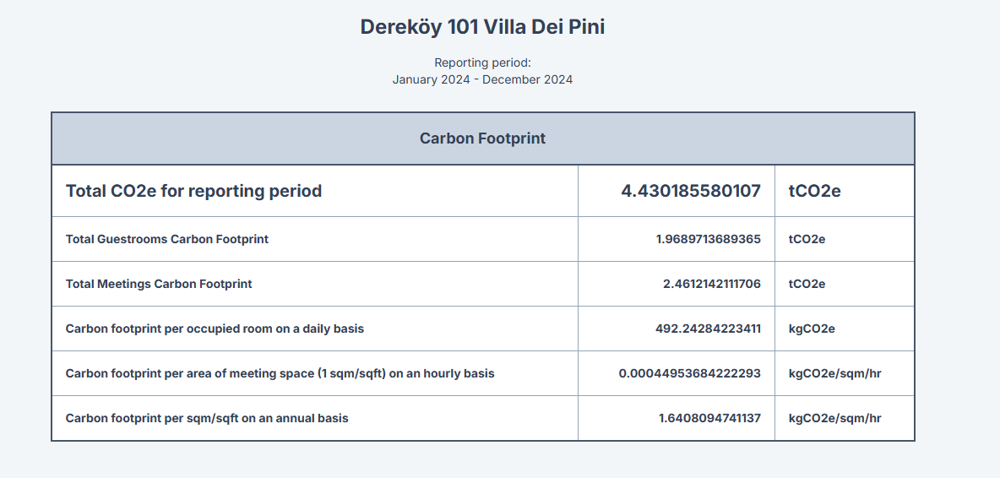 Dereköy 101 Villa Dei Pini
Reporting period:
January 2024 - December 2024
Carbon Footprint
Total CO2e for reporting period 4.430185580107 tCO2e
Total Guestrooms Carbon Footprint 1.9689713689365 tCO2e
Total Meetings Carbon Footprint 2.4612142111706 tCO2e
Carbon footprint per occupied room on a daily basis 492.24284223411 kgCO2e
Carbon footprint per area of meeting space (1 sqm/sqft) on an hourly basis 0.00044953684222293 kgCO2e/sqm/hr
Carbon footprint per sqm/sqft on an annual basis 1.6408094741137 kgCO2e/sqm/hr